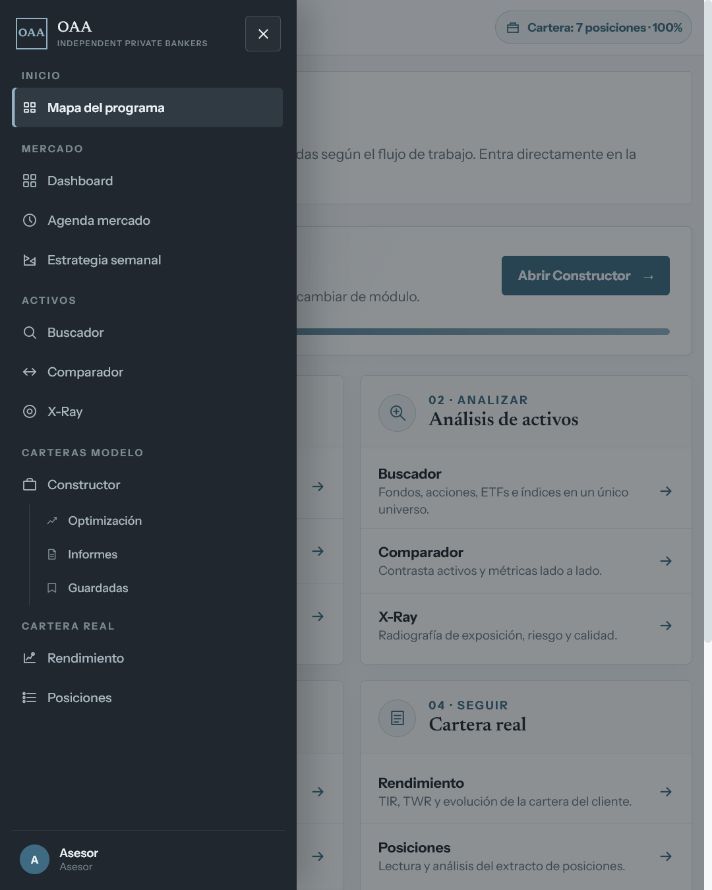 OAA
OAA
INDEPENDENT PRIVATE BANKERS
INICIO
Mapa del programa
MERCADO
Dashboard
Agenda mercado
Estrategia semanal
ACTIVOS
Buscador
Comparador
X-Ray
CARTERAS MODELO
Constructor
Optimización
Informes
Guardadas
CARTERA REAL
Rendimiento
Posiciones
A
Asesor
Asesor
Cartera: 7 posiciones · 100%
das según el flujo de trabajo. Entra directamente en la
cambiar de módulo.
Abrir Constructor →
02 · ANALIZAR
Análisis de activos
Buscador
Fondos, acciones, ETFs e índices en un único
universo.
Comparador
Contrasta activos y métricas lado a lado.
X-Ray
Radiografía de exposición, riesgo y calidad.
04 · SEGUIR
Cartera real
Rendimiento
TIR, TWR y evolución de la cartera del cliente.
Posiciones
Lectura y análisis del extracto de posiciones.